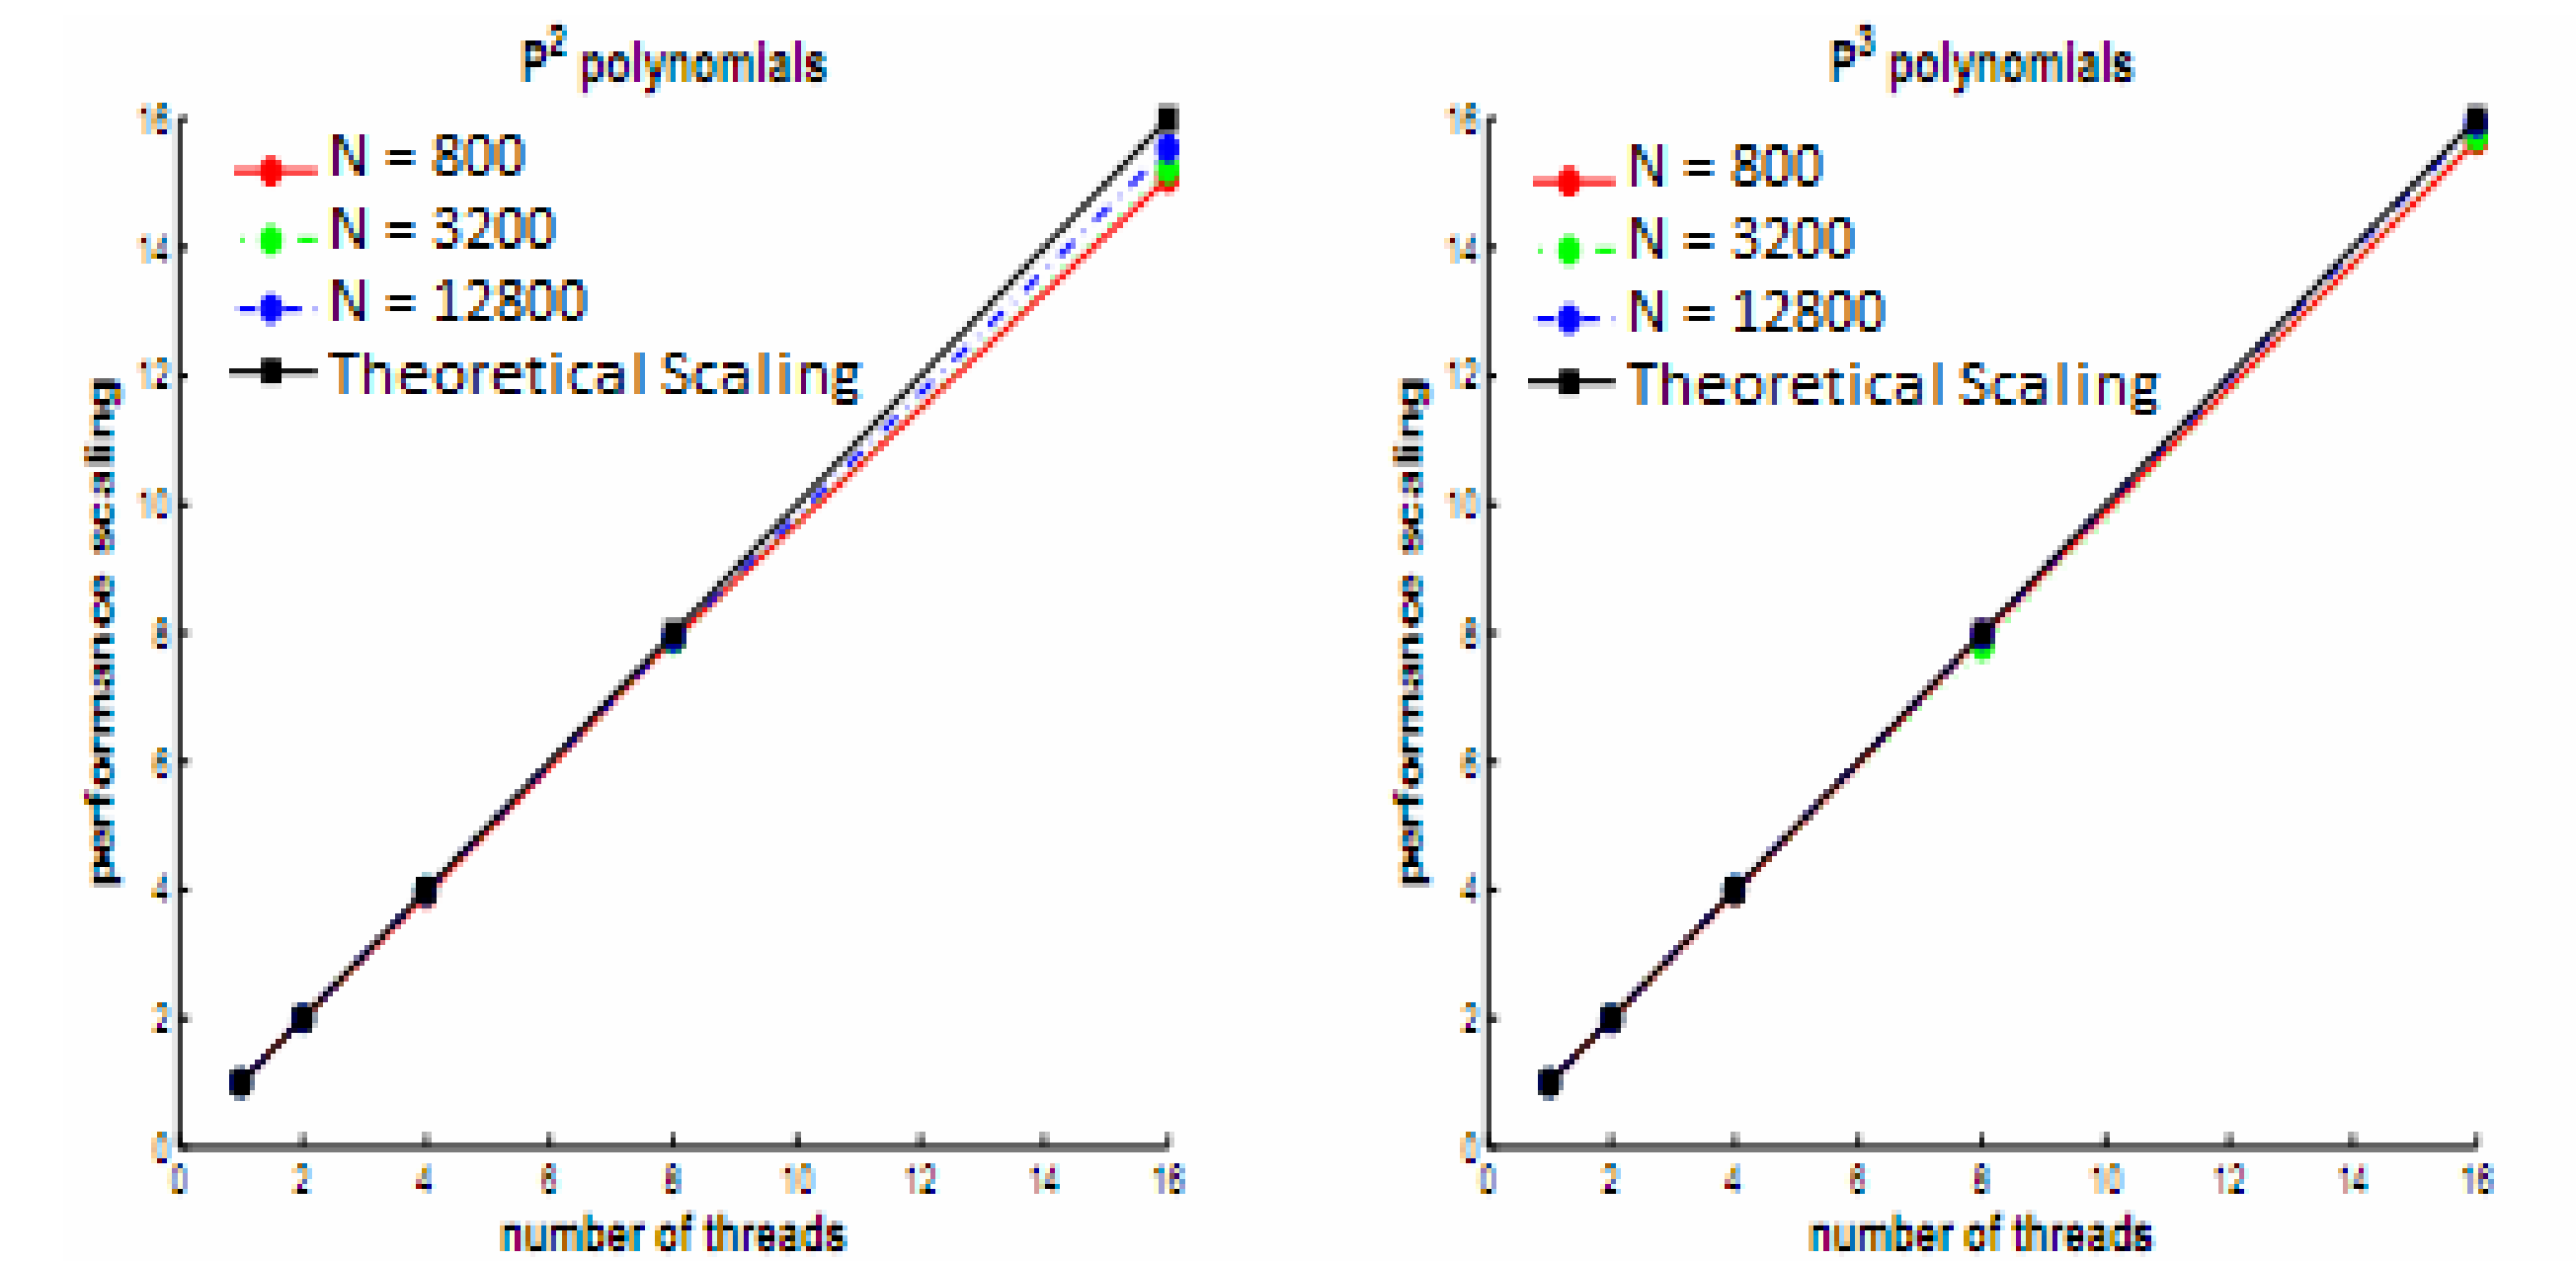 P² polynomials
16
14
12
10
8
6
4
2
0
performance scaling
N = 800
N = 3200
N = 12800
Theoretical Scaling
0 2 4 6 8 10 12 14 16
number of threads
P³ polynomials
16
14
12
10
8
6
4
2
0
performance scaling
N = 800
N = 3200
N = 12800
Theoretical Scaling
0 2 4 6 8 10 12 14 16
number of threads